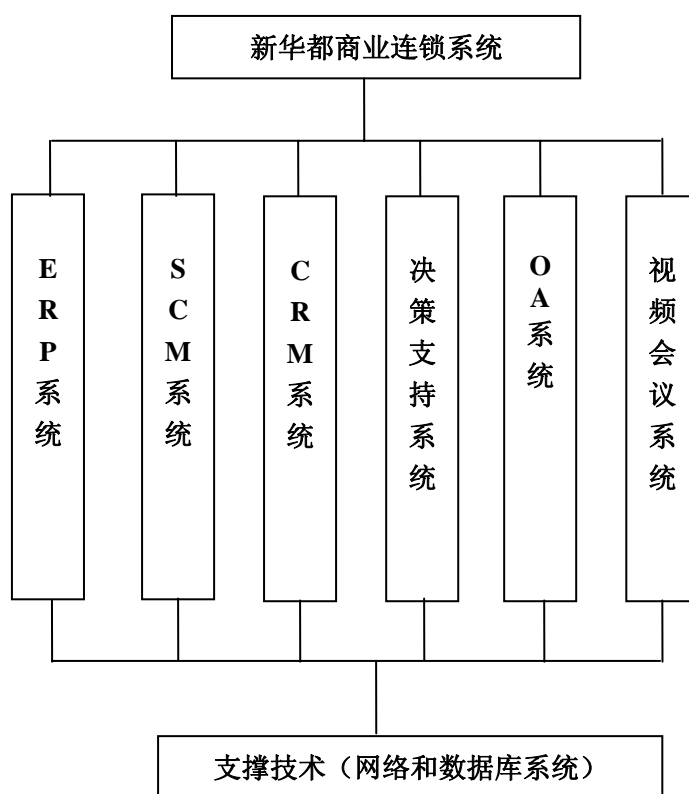 新华都商业连锁系统
ERP系统
SCM系统
CRM系统
决策支持系统
OA系统
视频会议系统
支撑技术（网络和数据库系统）